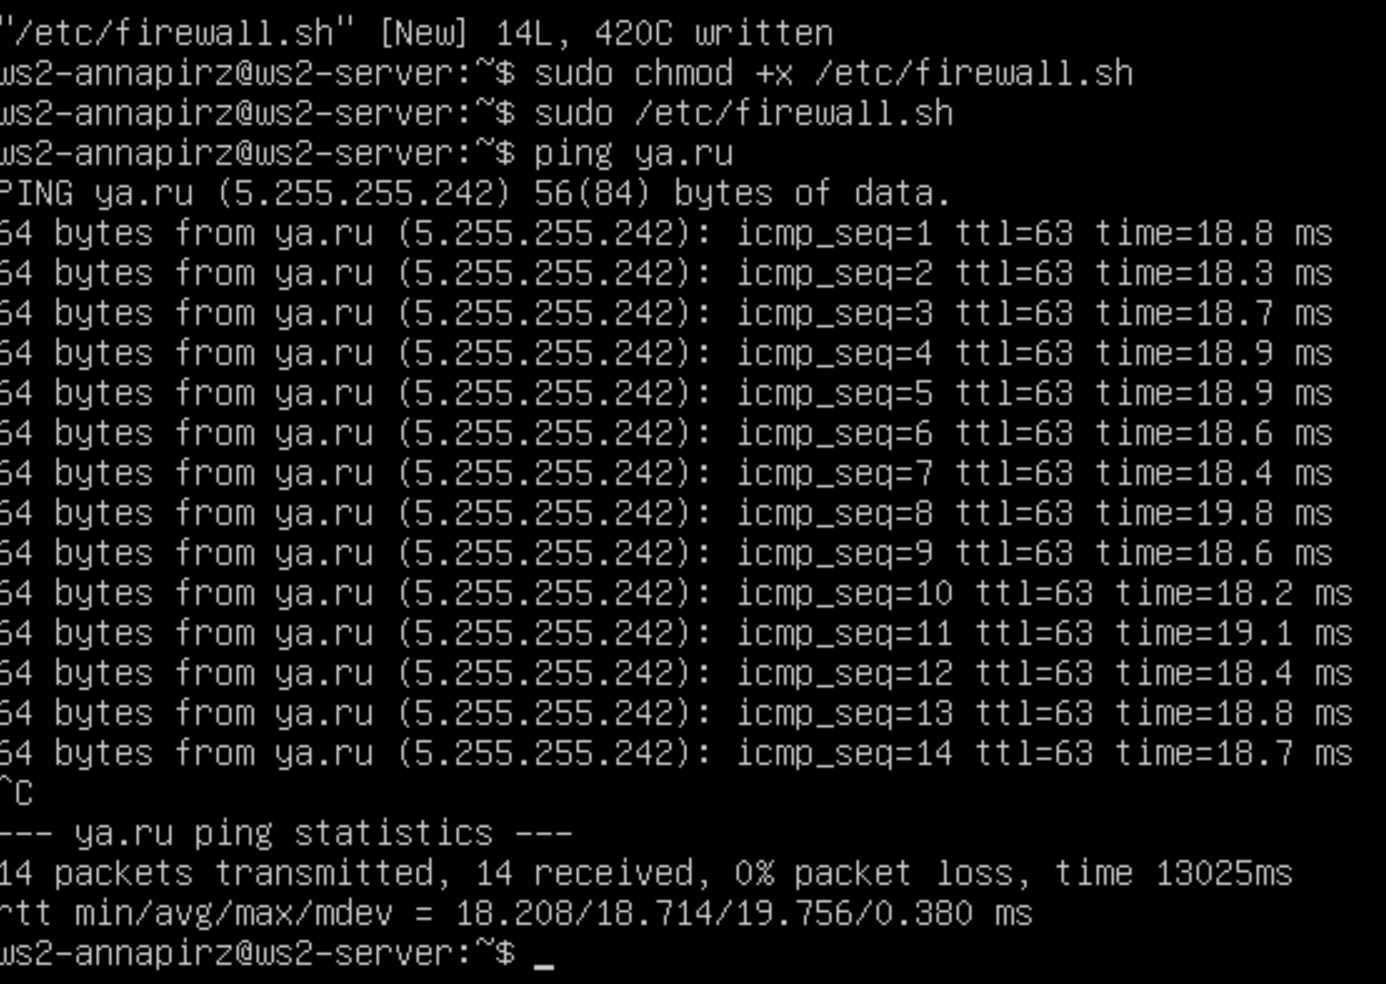 "/etc/firewall.sh" [New] 14L, 420C written
ws2-annapirz@ws2-server:~$ sudo chmod +x /etc/firewall.sh
ws2-annapirz@ws2-server:~$ sudo /etc/firewall.sh
ws2-annapirz@ws2-server:~$ ping ya.ru
PING ya.ru (5.255.255.242) 56(84) bytes of data.
64 bytes from ya.ru (5.255.255.242): icmp_seq=1 ttl=63 time=18.8 ms
64 bytes from ya.ru (5.255.255.242): icmp_seq=2 ttl=63 time=18.3 ms
64 bytes from ya.ru (5.255.255.242): icmp_seq=3 ttl=63 time=18.7 ms
64 bytes from ya.ru (5.255.255.242): icmp_seq=4 ttl=63 time=18.9 ms
64 bytes from ya.ru (5.255.255.242): icmp_seq=5 ttl=63 time=18.9 ms
64 bytes from ya.ru (5.255.255.242): icmp_seq=6 ttl=63 time=18.6 ms
64 bytes from ya.ru (5.255.255.242): icmp_seq=7 ttl=63 time=18.4 ms
64 bytes from ya.ru (5.255.255.242): icmp_seq=8 ttl=63 time=19.8 ms
64 bytes from ya.ru (5.255.255.242): icmp_seq=9 ttl=63 time=18.6 ms
64 bytes from ya.ru (5.255.255.242): icmp_seq=10 ttl=63 time=18.2 ms
64 bytes from ya.ru (5.255.255.242): icmp_seq=11 ttl=63 time=19.1 ms
64 bytes from ya.ru (5.255.255.242): icmp_seq=12 ttl=63 time=18.4 ms
64 bytes from ya.ru (5.255.255.242): icmp_seq=13 ttl=63 time=18.8 ms
64 bytes from ya.ru (5.255.255.242): icmp_seq=14 ttl=63 time=18.7 ms
^C
--- ya.ru ping statistics ---
14 packets transmitted, 14 received, 0% packet loss, time 13025ms
rtt min/avg/max/mdev = 18.208/18.714/19.756/0.380 ms
ws2-annapirz@ws2-server:~$ _